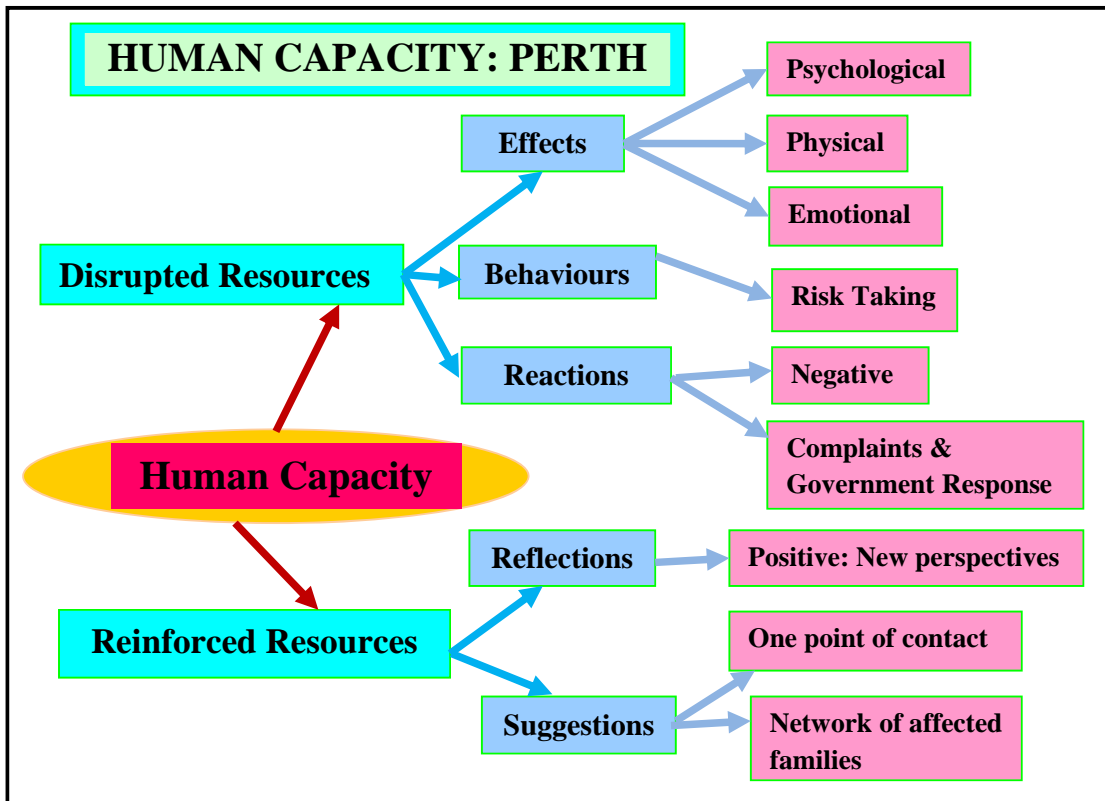 HUMAN CAPACITY: PERTH
Psychological
Effects
Physical
Emotional
Disrupted Resources
Behaviours
Risk Taking
Reactions
Negative
Complaints &
Government Response
Human Capacity
Reflections
Positive: New perspectives
Reinforced Resources
One point of contact
Suggestions
Network of affected
families